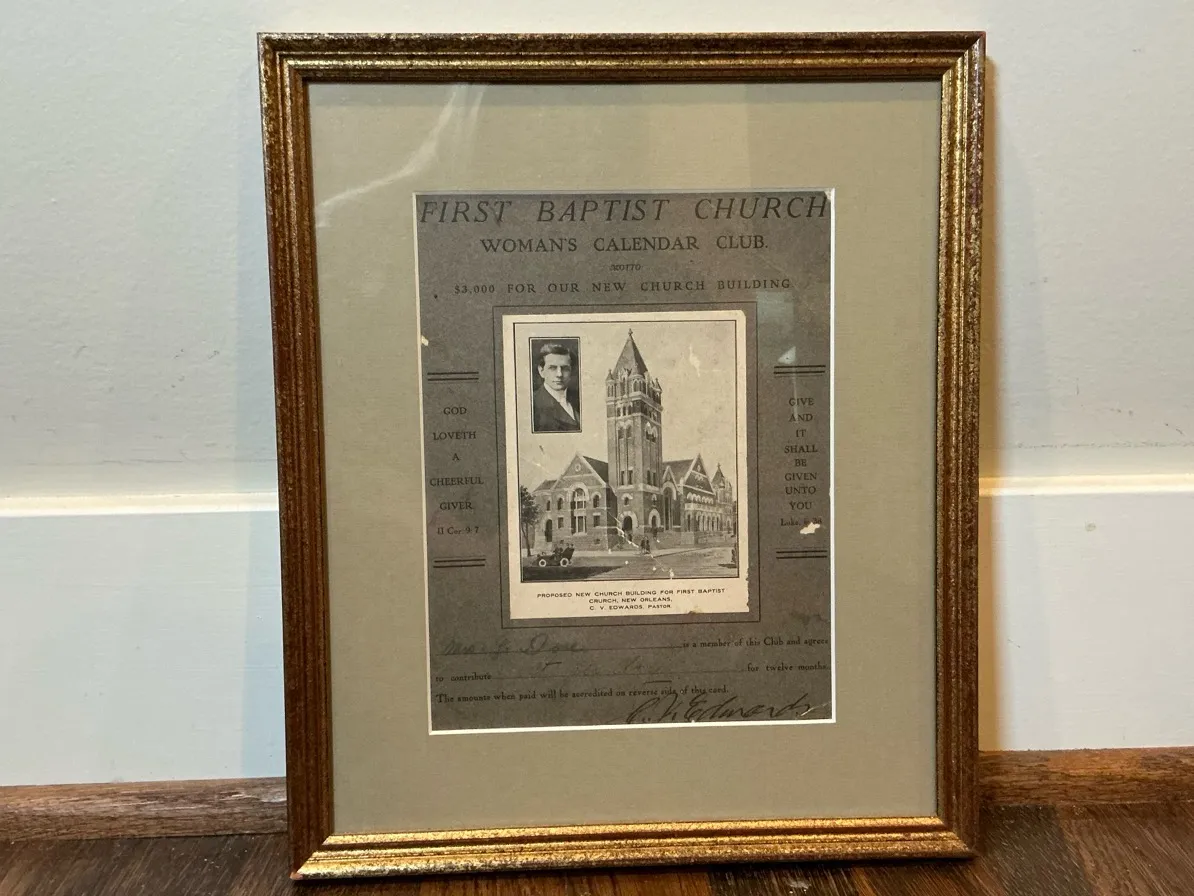 FIRST BAPTIST CHURCH
WOMAN'S CALENDAR CLUB.
MOTTO
$3,000 FOR OUR NEW CHURCH BUILDING
GOD
LOVETH
A
CHEERFUL
GIVER
II Cor. 9-7
GIVE
AND
IT
SHALL
BE
GIVEN
UNTO
YOU
Luke.
PROPOSED NEW CHURCH BUILDING FOR FIRST BAPTIST
CHURCH, NEW ORLEANS,
C. V. EDWARDS, PASTOR
is a member of this Club and agrees
to contribute for twelve months.
The amounts when paid will be accredited on reverse side of this card.
C. V. Edwards